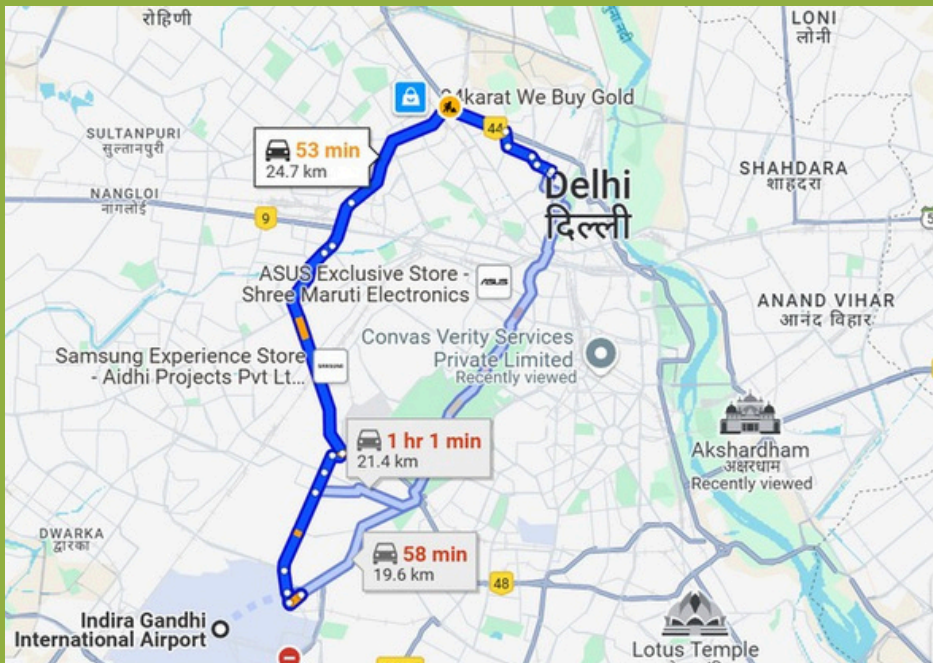 रोहिणी
LONI
लोनी
24karat We Buy Gold
44
SULTANPURI
सुल्तानपुरी
53 min
24.7 km
SHAHDARA
शाहदरा
Delhi
दिल्ली
NANGLOI
नांगलोई
9
5
ASUS Exclusive Store -
Shree Maruti Electronics
ASUS
ANAND VIHAR
आनंद विहार
Convas Verity Services
Private Limited
Recently viewed
Samsung Experience Store
- Aidhi Projects Pvt Lt...
SAMSUNG
1 hr 1 min
21.4 km
Akshardham
अक्षरधाम
Recently viewed
DWARKA
द्वारका
58 min
19.6 km
48
Indira Gandhi
International Airport
Lotus Temple